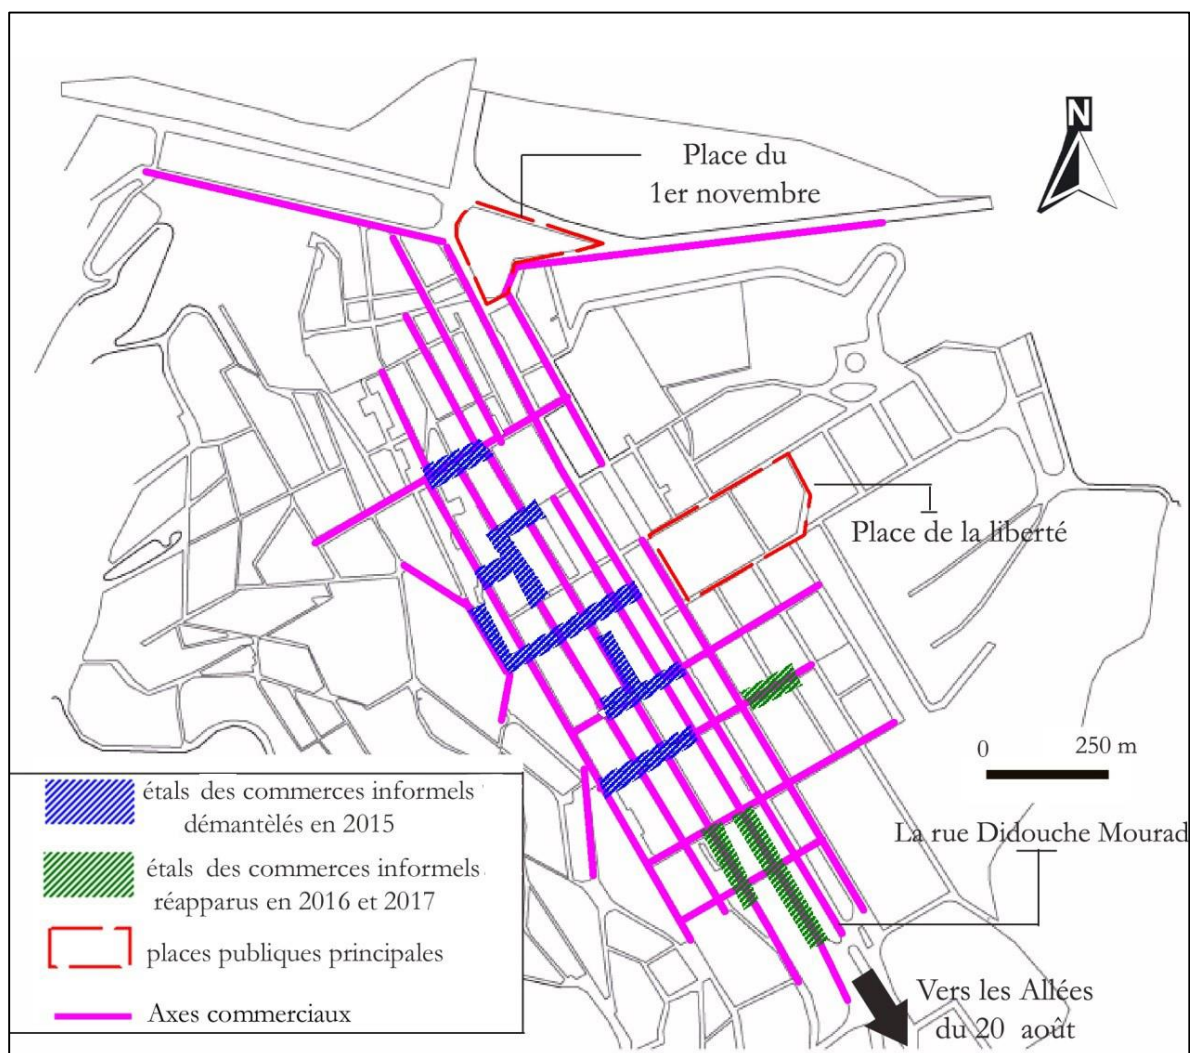 N
Place du
1er novembre
Place de la liberté
0 250 m
La rue Didouche Mourad
étals des commerces informels
démantèlés en 2015
étals des commerces informels
réapparus en 2016 et 2017
places publiques principales
Axes commerciaux
Vers les Allées
du 20 août